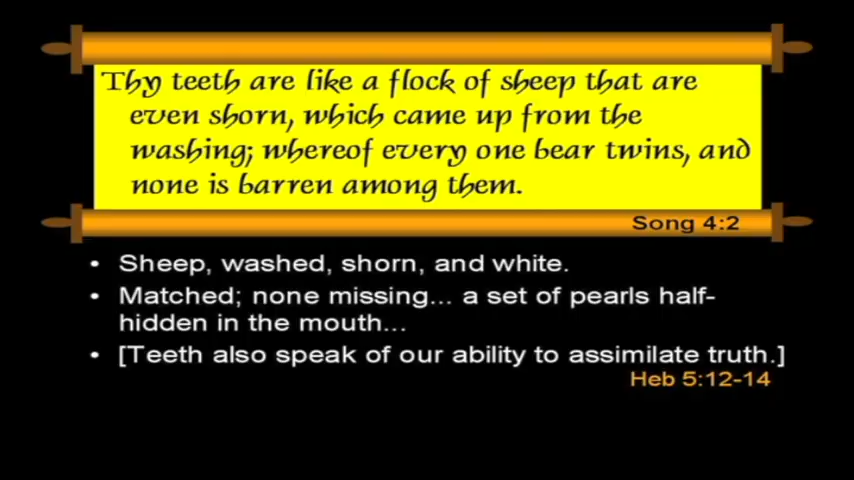 Thy teeth are like a flock of sheep that are
even shorn, which came up from the
washing; whereof every one bear twins, and
none is barren among them.
Song 4:2
• Sheep, washed, shorn, and white.
• Matched; none missing... a set of pearls half-
hidden in the mouth...
• [Teeth also speak of our ability to assimilate truth.]
Heb 5:12-14